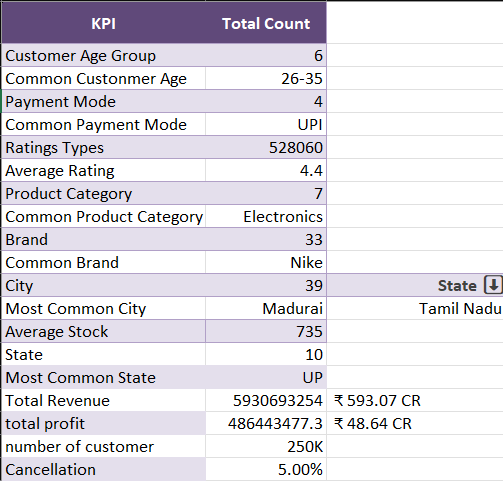 KPI Total Count
Customer Age Group 6
Common Custonmer Age 26-35
Payment Mode 4
Common Payment Mode UPI
Ratings Types 528060
Average Rating 4.4
Product Category 7
Common Product Category Electronics
Brand 33
Common Brand Nike
City 39 State
Most Common City Madurai Tamil Nadu
Average Stock 735
State 10
Most Common State UP
Total Revenue 5930693254 ₹ 593.07 CR
total profit 486443477.3 ₹ 48.64 CR
number of customer 250K
Cancellation 5.00%